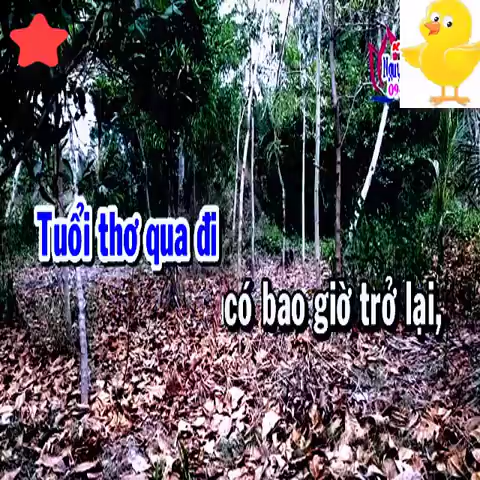 Tuổi thơ qua đi
có bao giờ trở lại,